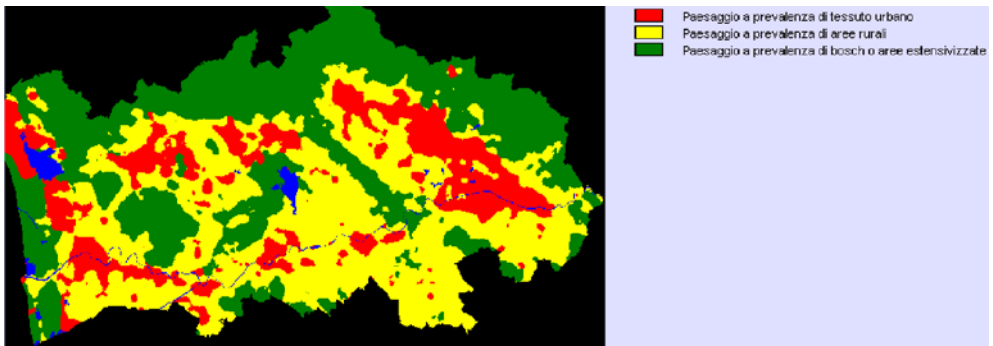 Paesaggio a prevalenza di tessuto urbano
Paesaggio a prevalenza di aree rurali
Paesaggio a prevalenza di bosch o aree estensivizzate